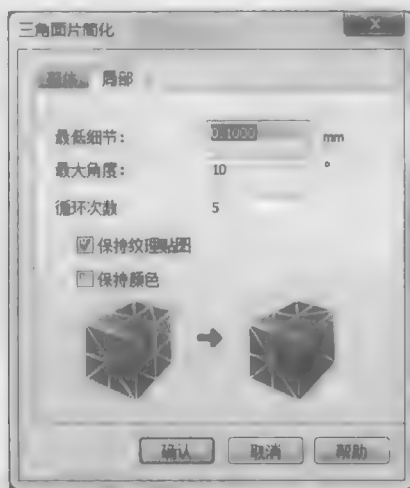 三角面片简化
X
整体 局部
最低细节: 0.1000 mm
最大角度: 10 °
循环次数 5
保持纹理贴图
保持颜色
确认 取消 帮助